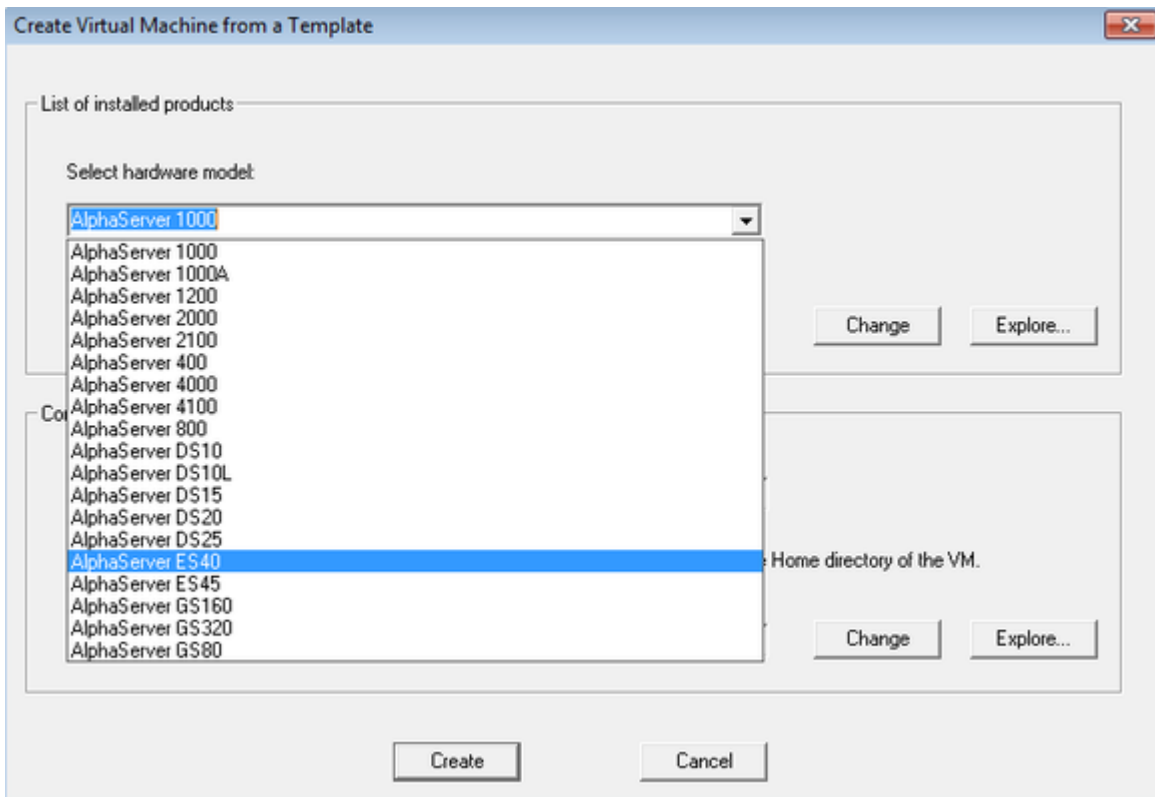 Create Virtual Machine from a Template
List of installed products
Select hardware model:
AlphaServer 1000
AlphaServer 1000
AlphaServer 1000A
AlphaServer 1200
AlphaServer 2000
AlphaServer 2100
AlphaServer 400
AlphaServer 4000
AlphaServer 4100
AlphaServer 800
AlphaServer DS10
AlphaServer DS10L
AlphaServer DS15
AlphaServer DS20
AlphaServer DS25
AlphaServer ES40
AlphaServer ES45
AlphaServer GS160
AlphaServer GS320
AlphaServer GS80
Change Explore...
Home directory of the VM.
Change Explore...
Create Cancel